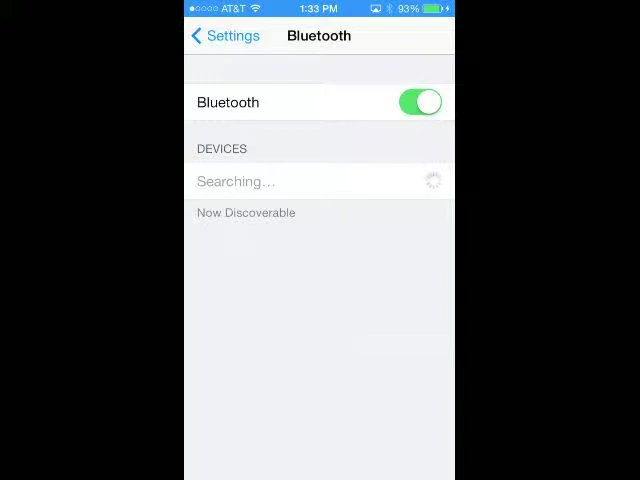 AT&T 1:33 PM 93%
Settings Bluetooth
Bluetooth
DEVICES
Searching...
Now Discoverable